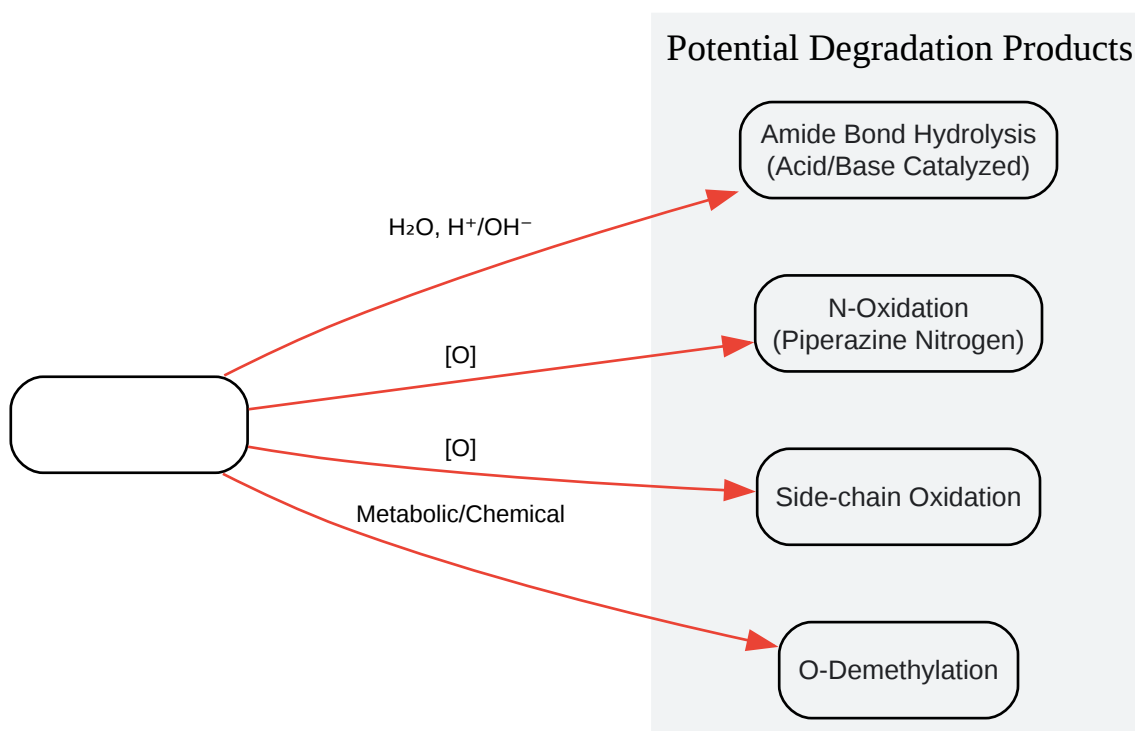 Potential Degradation Products
Amide Bond Hydrolysis
(Acid/Base Catalyzed)
H₂O, H⁺/OH⁻
N-Oxidation
(Piperazine Nitrogen)
[O]
[O]
Side-chain Oxidation
Metabolic/Chemical
O-Demethylation